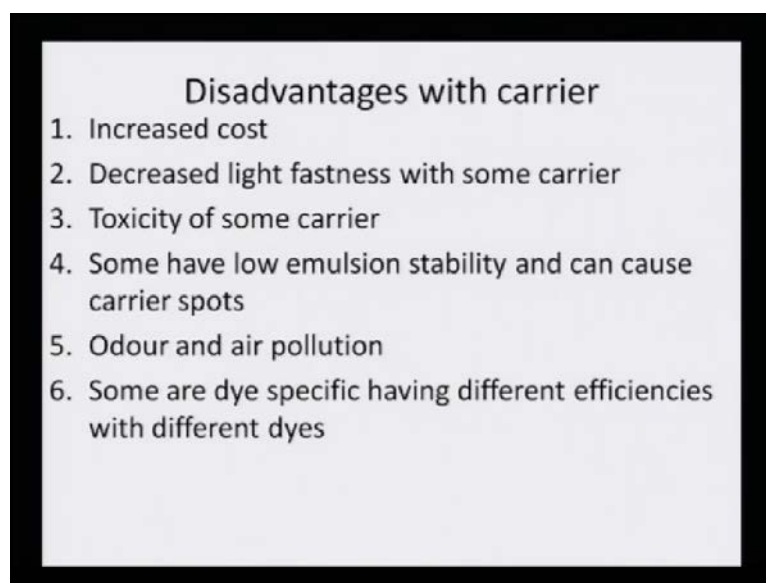 Disadvantages with carrier
1. Increased cost
2. Decreased light fastness with some carrier
3. Toxicity of some carrier
4. Some have low emulsion stability and can cause
carrier spots
5. Odour and air pollution
6. Some are dye specific having different efficiencies
with different dyes